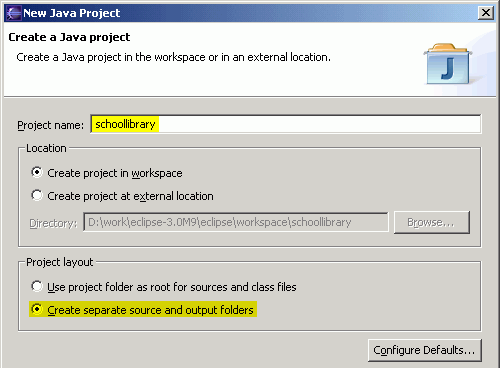 New Java Project
Create a Java project
Create a Java project in the workspace or in an external location.
J
Project name: schoollibrary
Location
Create project in workspace
Create project at external location
Directory: D:\work\eclipse-3.0M9\eclipse\workspace\schoollibrary Browse...
Project layout
Use project folder as root for sources and class files
Create separate source and output folders
Configure Defaults...